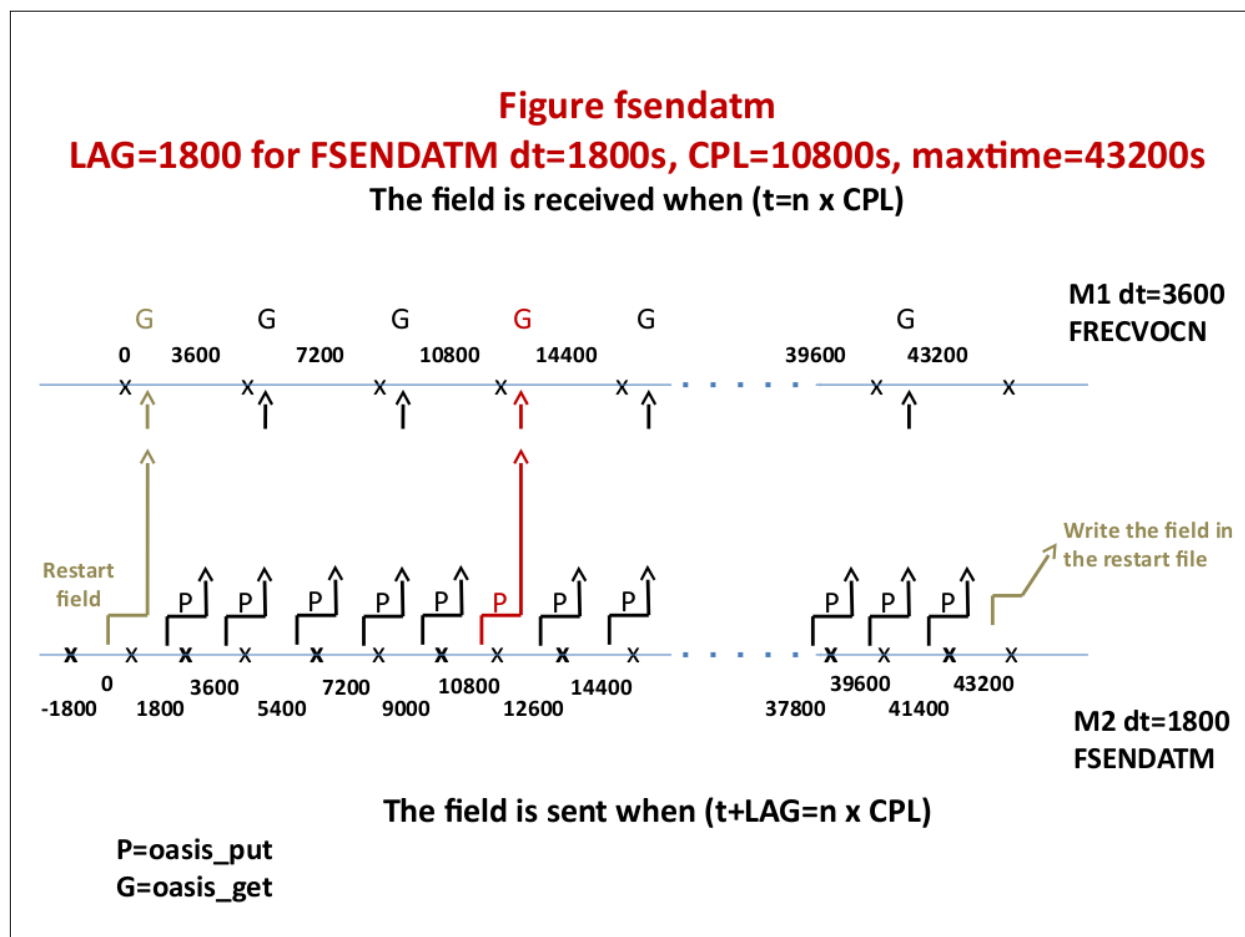 Figure fsendatm
LAG=1800 for FSENDATM dt=1800s, CPL=10800s, maxtime=43200s
The field is received when (t=n x CPL)
M1 dt=3600
FRECVOCN
G G G G G G
0 3600 7200 10800 14400 39600 43200
x x x x x x x
Write the field in
the restart file
Restart
field
P P P P P P P P P P P
x x x x x x x x x x x x x x
0 3600 7200 10800 14400 39600 43200
-1800 1800 5400 9000 12600 37800 41400
M2 dt=1800
FSENDATM
The field is sent when (t+LAG=n x CPL)
P=oasis_put
G=oasis_get